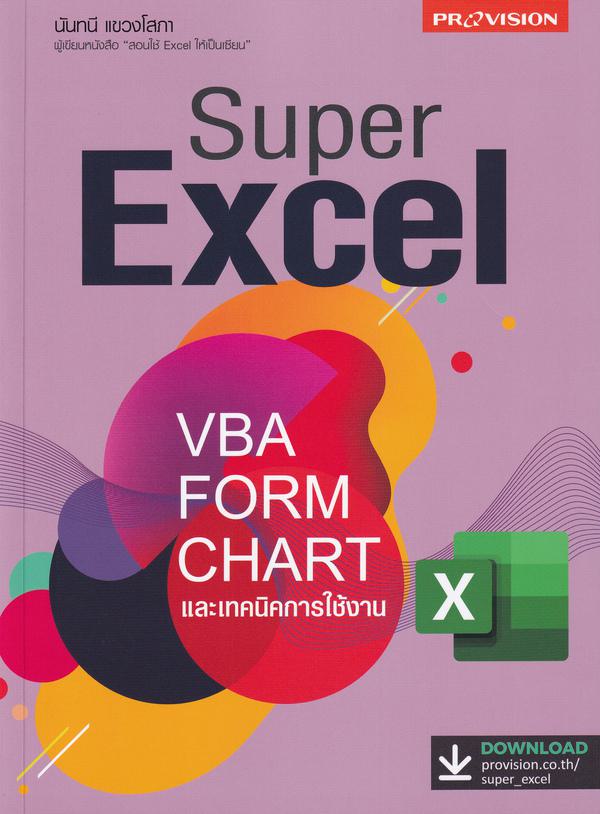 นันทนี แขวงโสภา
ผู้เขียนหนังสือ "สอนใช้ Excel ให้เป็นเซียน"
PROVISION
Super
Excel
VBA
FORM
CHART
และเทคนิคการใช้งาน
X
DOWNLOAD
provision.co.th/
super_excel